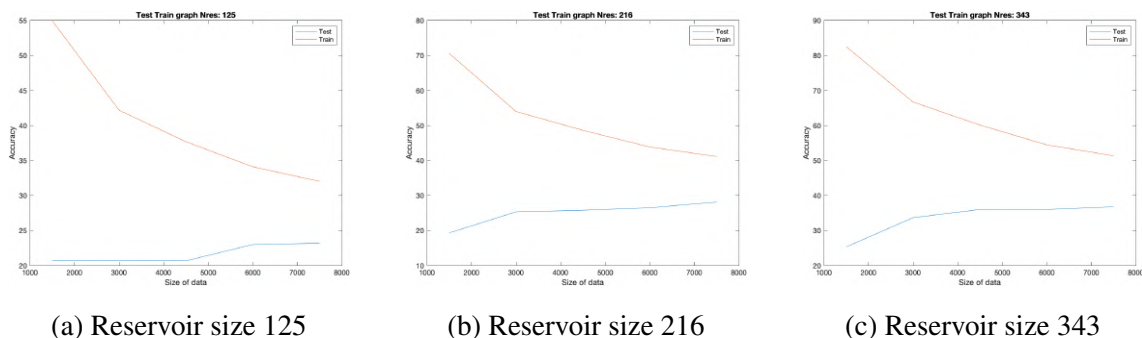 Test Train graph Nres: 125
Test
Train
55
50
45
40
35
30
25
20
Accuracy
1000 2000 3000 4000 5000 6000 7000 8000
Size of data
(a) Reservoir size 125
Test Train graph Nres: 216
Test
Train
80
70
60
50
40
30
20
10
Accuracy
1000 2000 3000 4000 5000 6000 7000 8000
Size of data
(b) Reservoir size 216
Test Train graph Nres: 343
Test
Train
90
80
70
60
50
40
30
20
Accuracy
1000 2000 3000 4000 5000 6000 7000 8000
Size of data
(c) Reservoir size 343